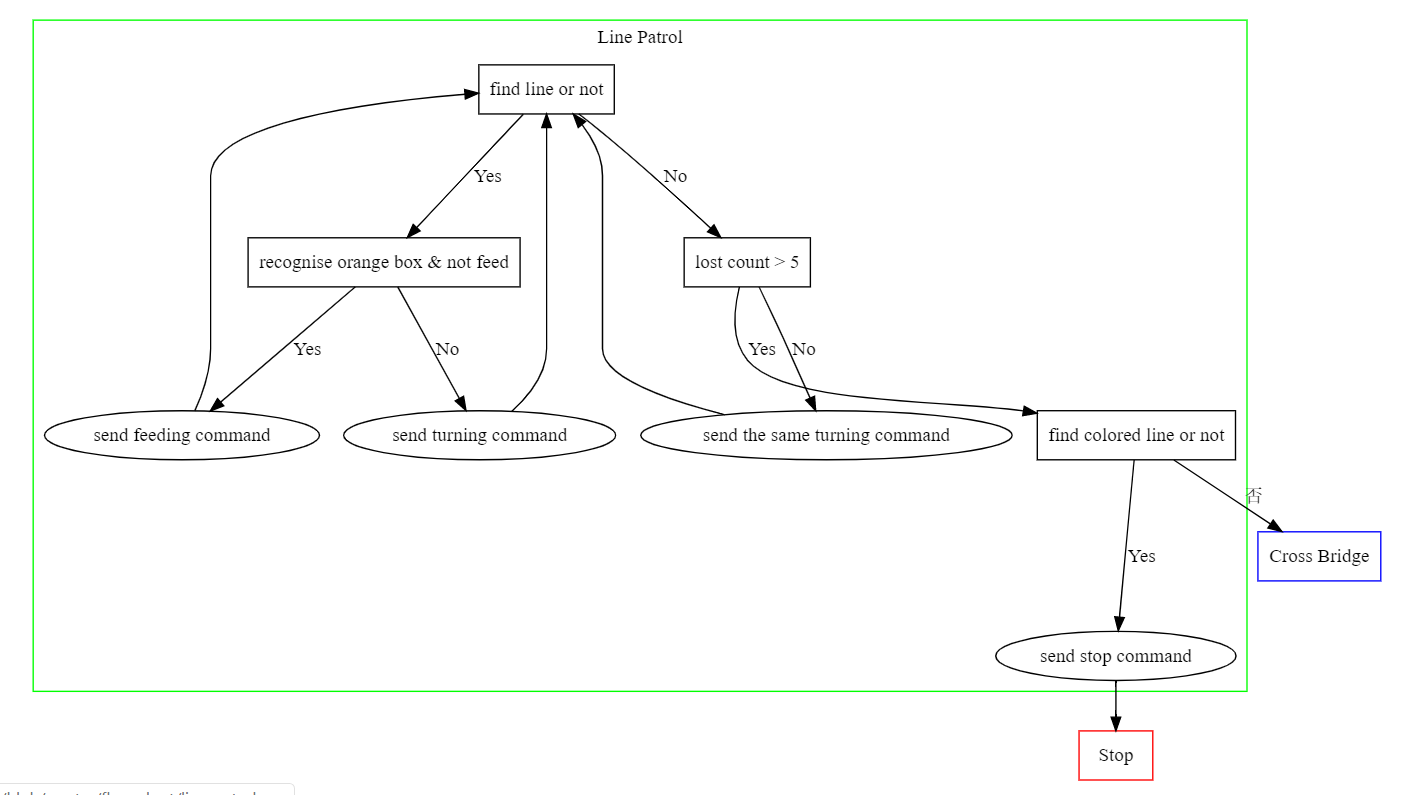 Line Patrol
find line or not
Yes
No
recognise orange box & not feed
lost count > 5
Yes
No
Yes
No
send feeding command
send turning command
send the same turning command
find colored line or not
否
Yes
Cross Bridge
send stop command
Stop